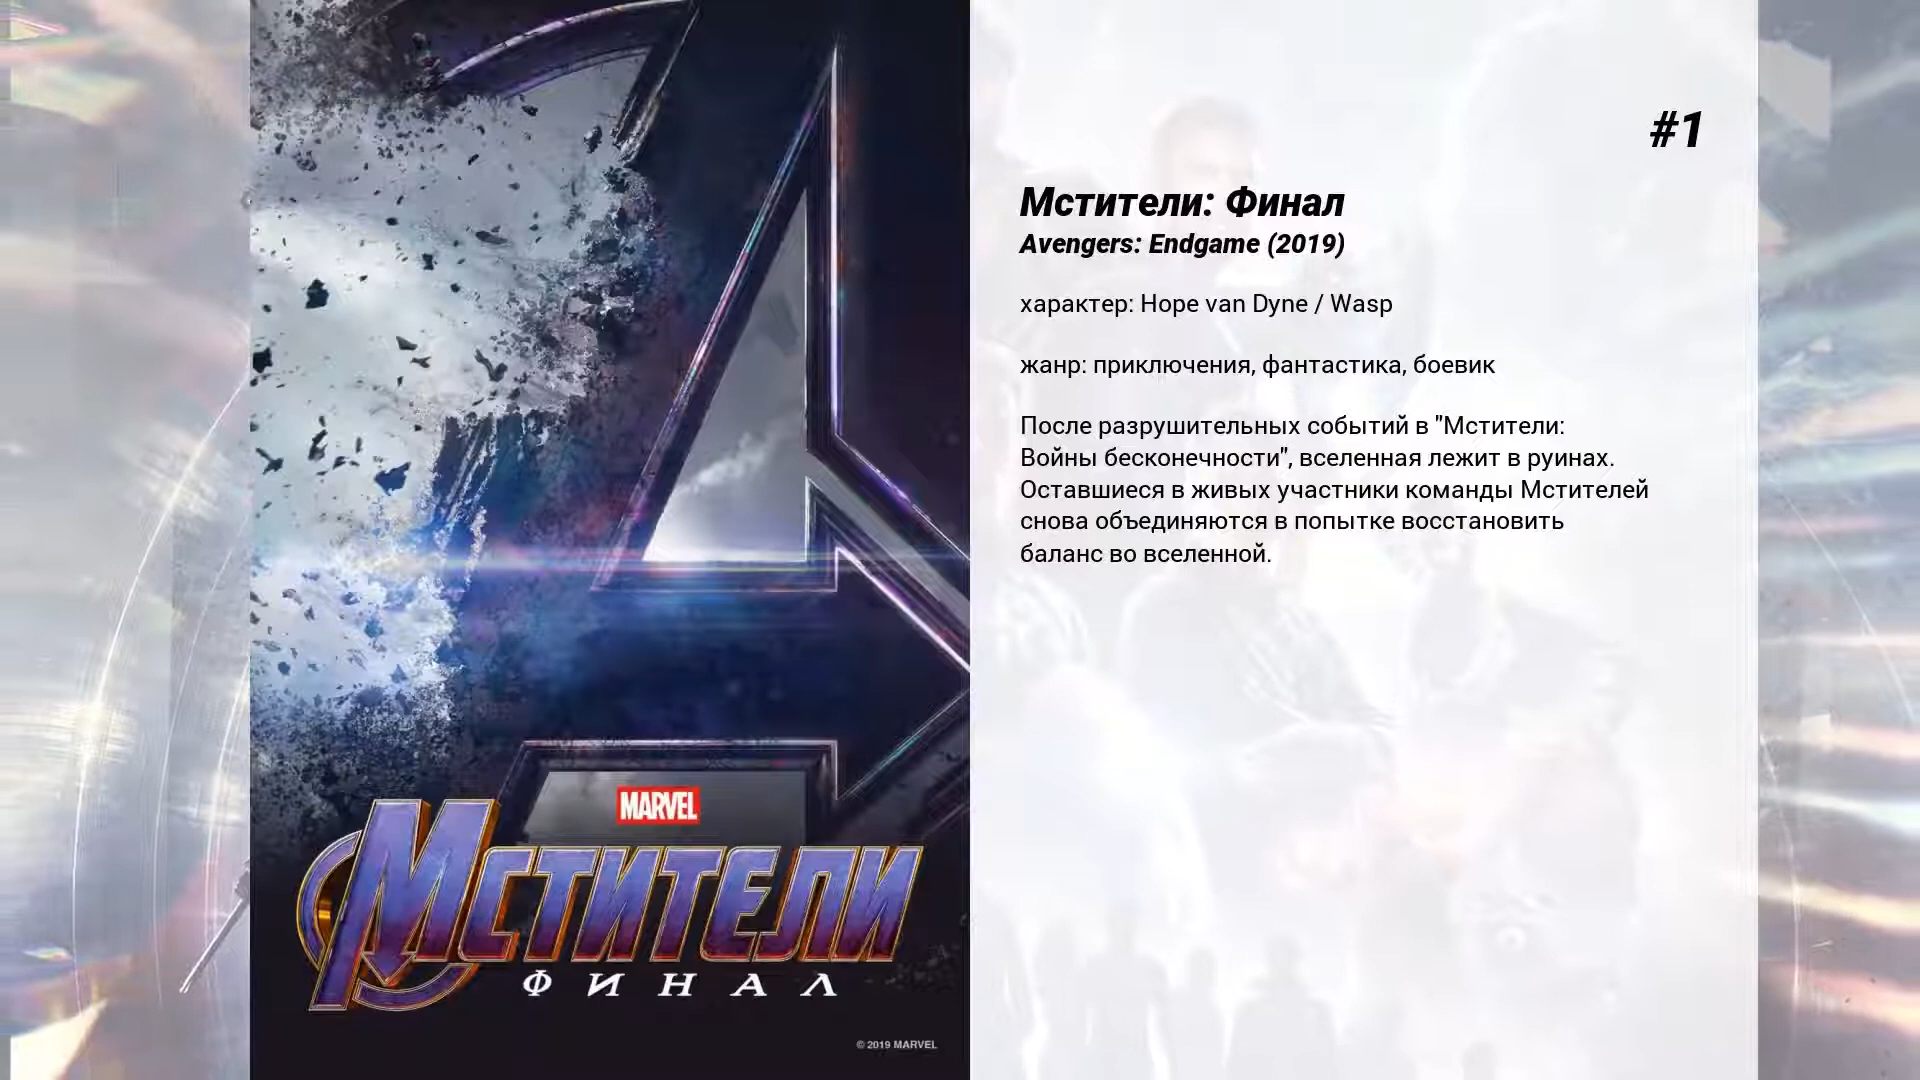 MARVEL
Мстители
ФИНАЛ
© 2019 MARVEL
#1
Мстители: Финал
Avengers: Endgame (2019)
характер: Hope van Dyne / Wasp
жанр: приключения, фантастика, боевик
После разрушительных событий в "Мстители:
Войны бесконечности", вселенная лежит в руинах.
Оставшиеся в живых участники команды Мстителей
снова объединяются в попытке восстановить
баланс во вселенной.